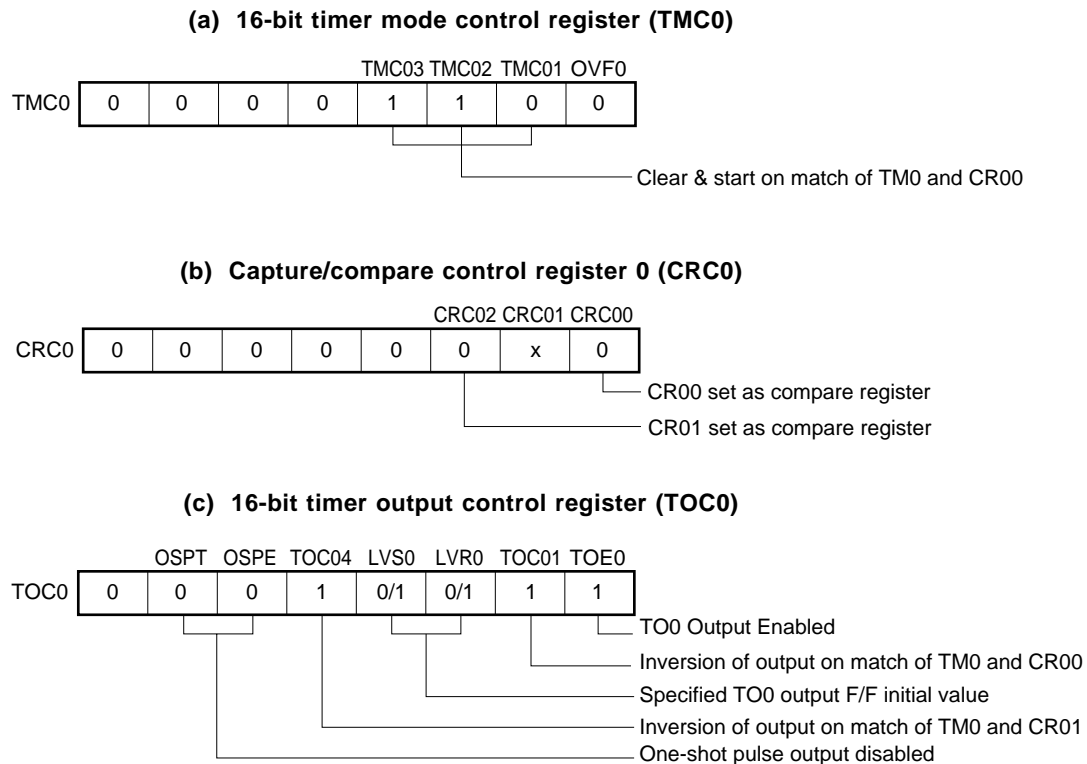 (a) 16-bit timer mode control register (TMC0)
TMC03 TMC02 TMC01 OVF0
TMC0 0 0 0 0 1 1 0 0
Clear & start on match of TM0 and CR00
(b) Capture/compare control register 0 (CRC0)
CRC02 CRC01 CRC00
CRC0 0 0 0 0 0 0 x 0
CR00 set as compare register
CR01 set as compare register
(c) 16-bit timer output control register (TOC0)
OSPT OSPE TOC04 LVS0 LVR0 TOC01 TOE0
TOC0 0 0 0 1 0/1 0/1 1 1
TO0 Output Enabled
Inversion of output on match of TM0 and CR00
Specified TO0 output F/F initial value
Inversion of output on match of TM0 and CR01
One-shot pulse output disabled